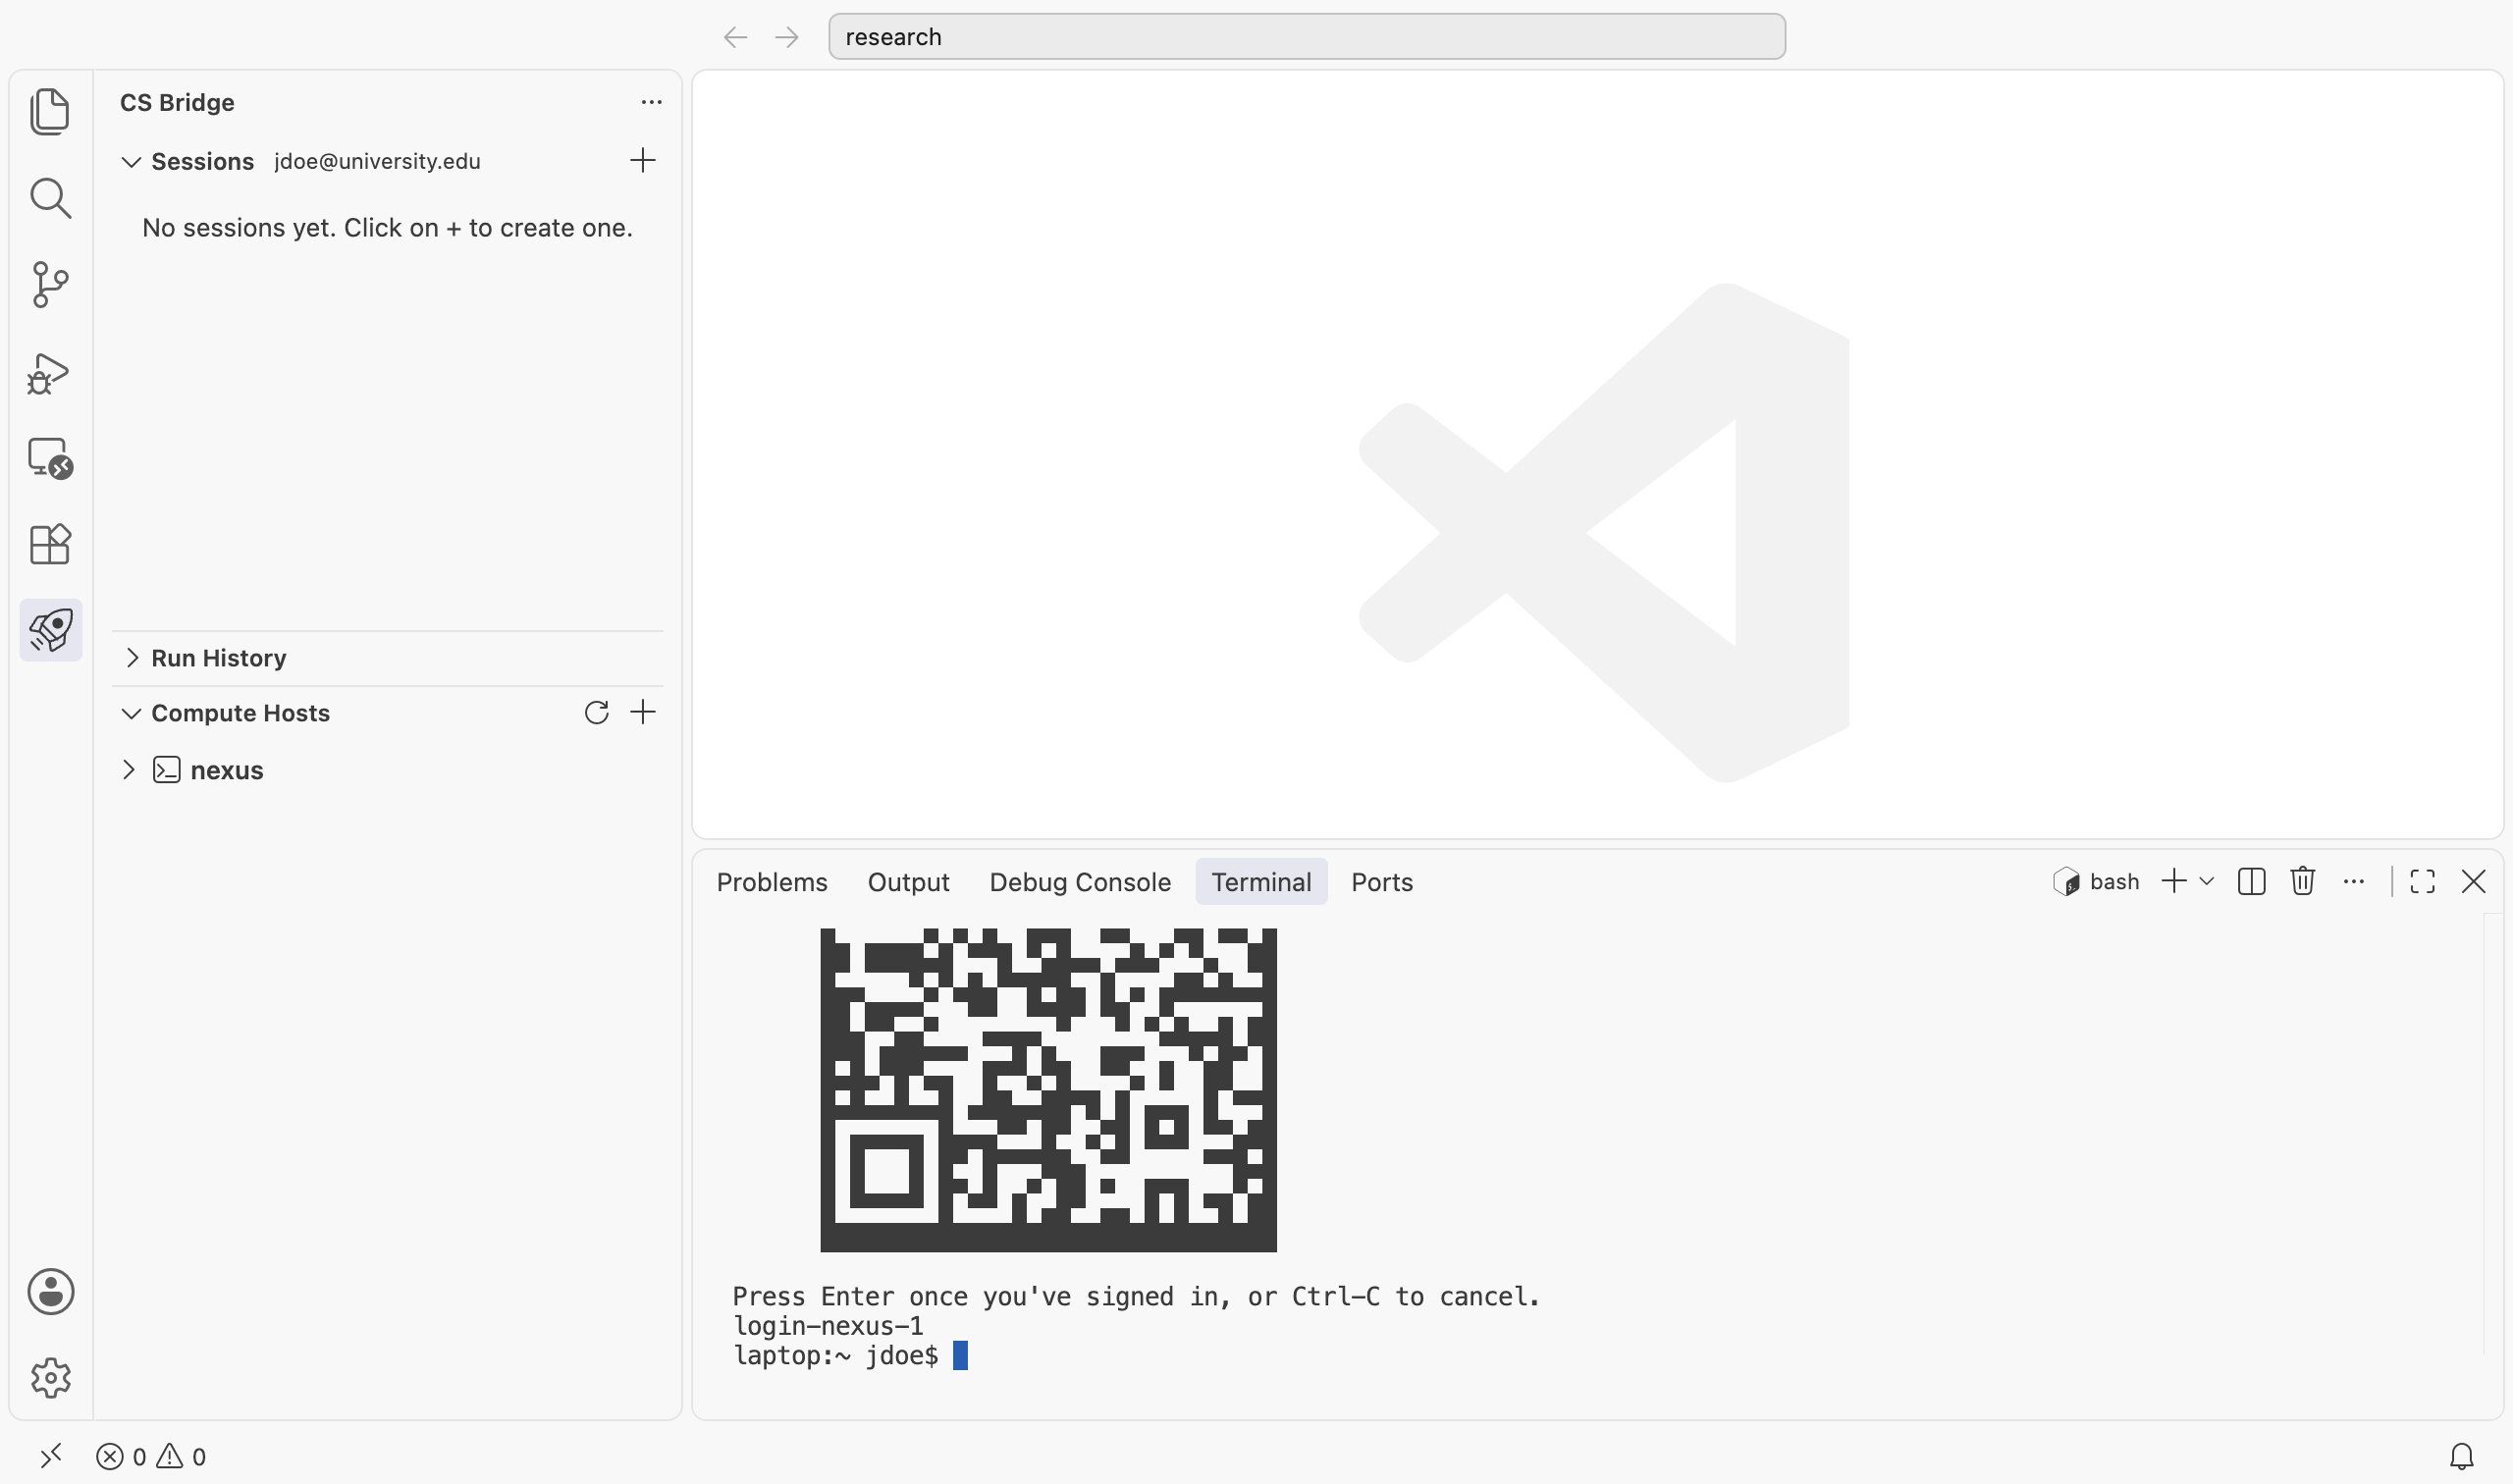 research
CS Bridge
Sessions jdoe@university.edu
No sessions yet. Click on + to create one.
Run History
Compute Hosts
nexus
Problems Output Debug Console Terminal Ports
bash
Press Enter once you've signed in, or Ctrl-C to cancel.
login-nexus-1
laptop:~ jdoe$
0 0